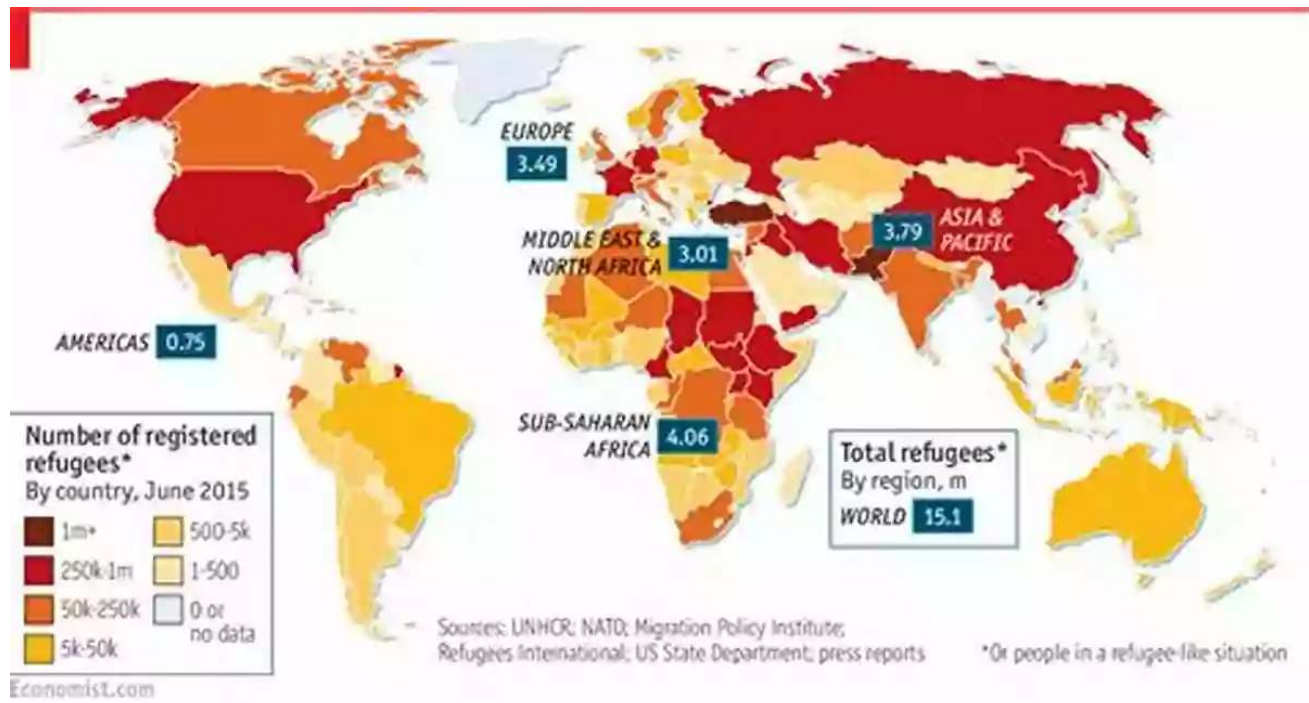 EUROPE
3.49
MIDDLE EAST &
NORTH AFRICA
3.01
3.79
ASIA &
PACIFIC
AMERICAS 0.75
SUB-SAHARAN
AFRICA
4.06
Number of registered
refugees*
By country, June 2015
1m+
250k-1m
50k-250k
5k-50k
500-5k
1-500
0 or
no data
Total refugees*
By region, m
WORLD 15.1
Sources: UNHCR; NATO; Migration Policy Institute;
Refugees International; US State Department; press reports
*Or people in a refugee-like situation
Economist.com